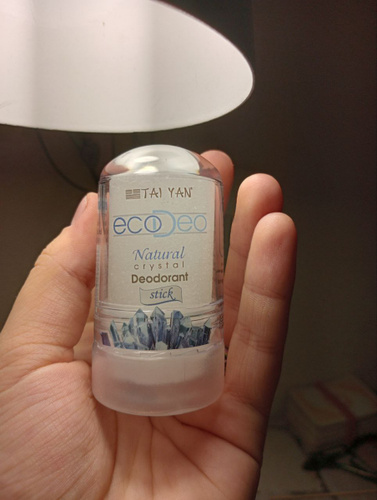 TAI YAN
ecoDeo
Natural
crystal
Deodorant
stick